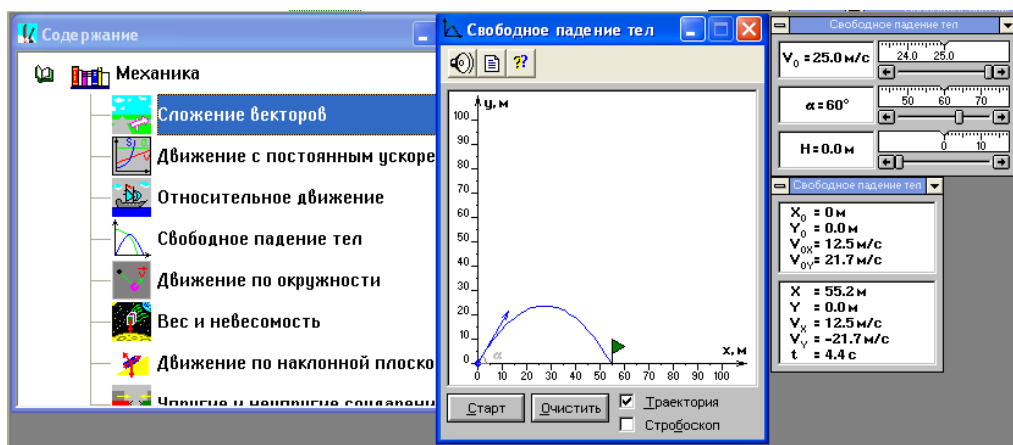 Содержание
Механика
Сложение векторов
Движение с постоянным ускоре
Относительное движение
Свободное падение тел
Движение по окружности
Вес и невесомость
Движение по наклонной плоско
Упругие и неупругие соударени
Свободное падение тел
??
y, м
100
90
80
70
60
50
40
30
20
10
0
α
x, м
0 10 20 30 40 50 60 70 80 90 100
Старт
Очистить
Траектория
Стробоскоп
Свободное падение тел
V0 = 25.0 м/с
24.0 25.0
α = 60°
50 60 70
H = 0.0 м
0 10
Свободное падение тел
X0 = 0 м
Y0 = 0.0 м
V0X = 12.5 м/с
V0Y = 21.7 м/с
X = 55.2 м
Y = 0.0 м
VX = 12.5 м/с
VY = -21.7 м/с
t = 4.4 с